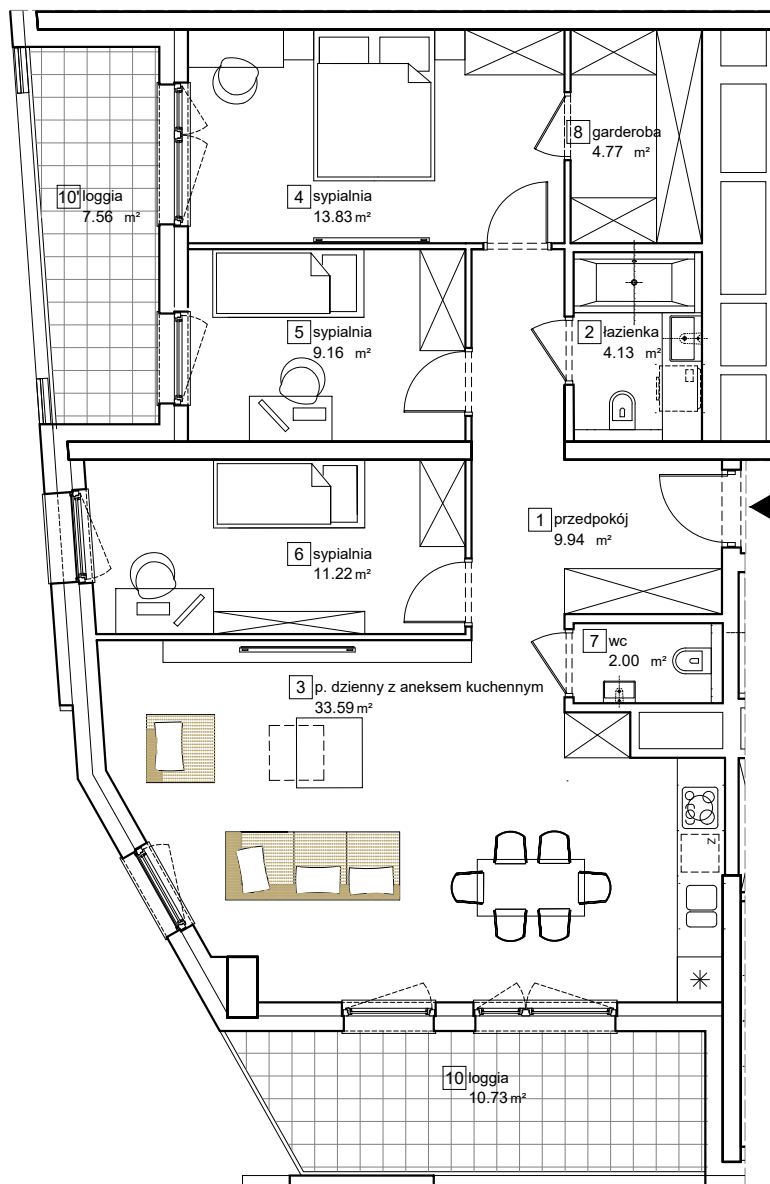 8 garderoba
4.77 m²
10' loggia
7.56 m²
4 sypialnia
13.83 m²
5 sypialnia
9.16 m²
2 łazienka
4.13 m²
1 przedpokój
9.94 m²
6 sypialnia
11.22 m²
7 wc
2.00 m²
3 p. dzienny z aneksem kuchennym
33.59 m²
Z
10 loggia
10.73 m²